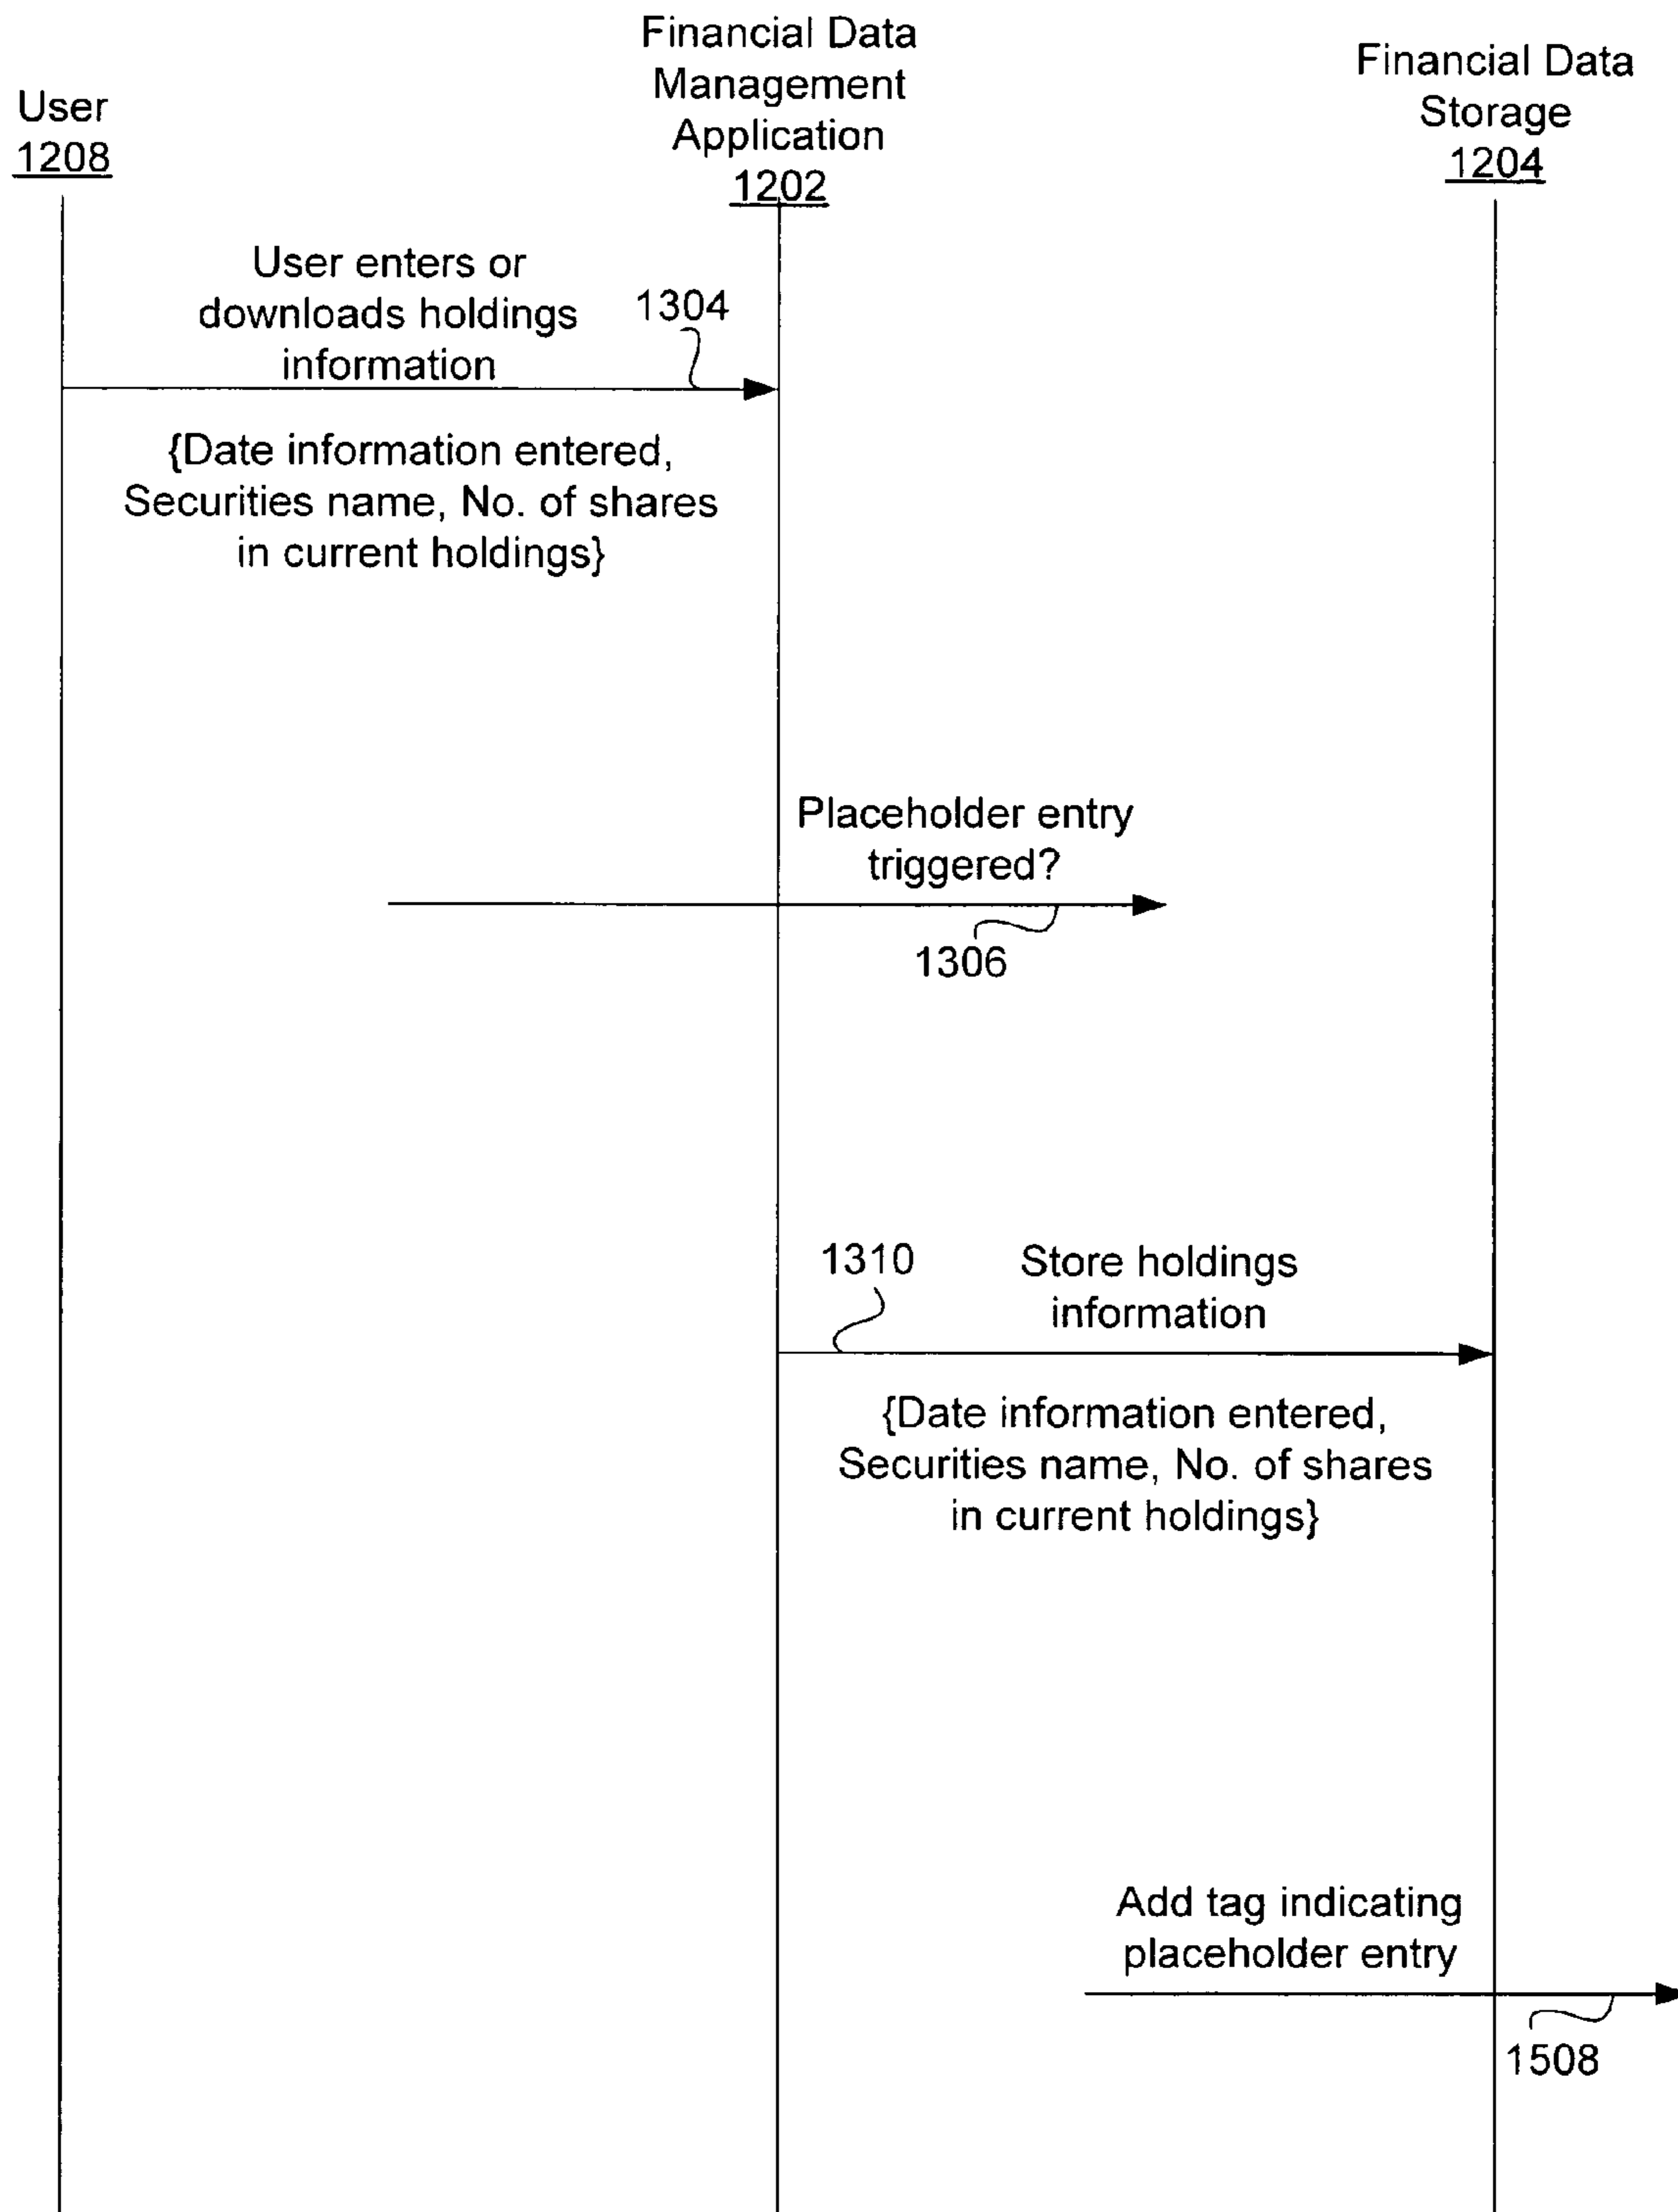 User
1208
Financial Data
Management
Application
1202
Financial Data
Storage
1204
User enters or
downloads holdings
information
1304
{Date information entered,
Securities name, No. of shares
in current holdings}
Placeholder entry
triggered?
1306
1310
Store holdings
information
{Date information entered,
Securities name, No. of shares
in current holdings}
Add tag indicating
placeholder entry
1508